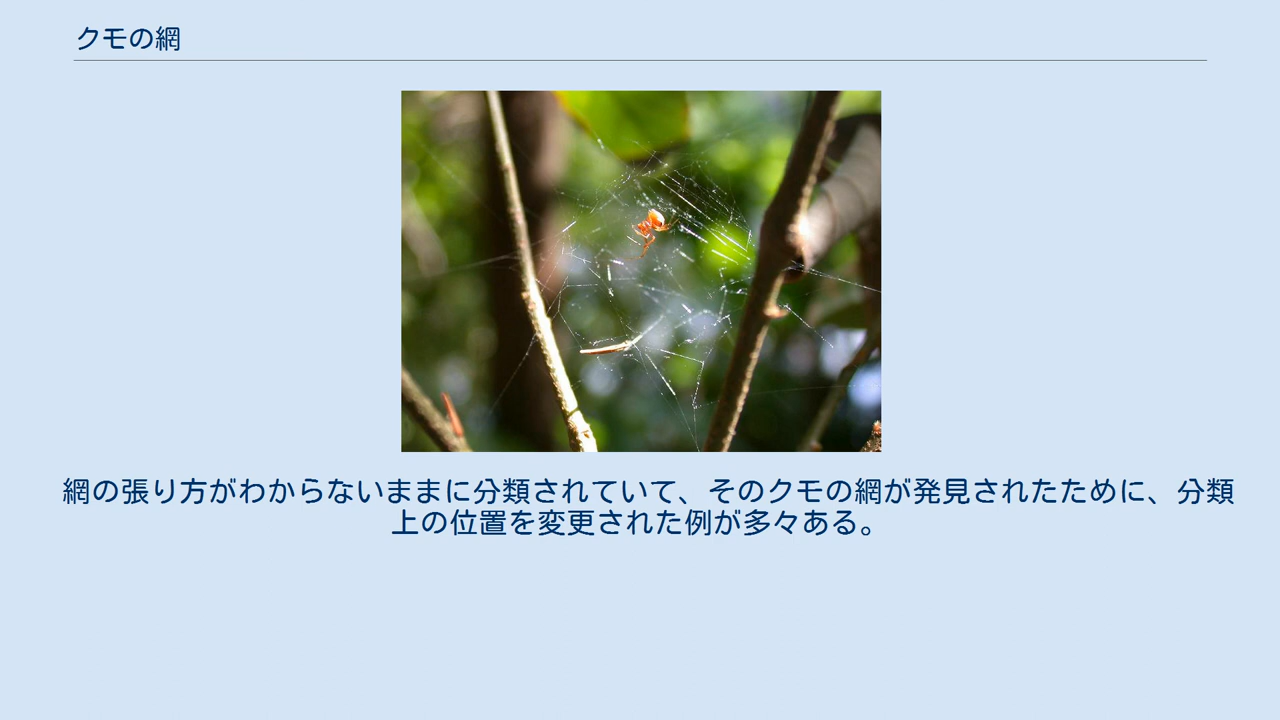 クモの網
網の張り方がわからないままに分類されていて、そのクモの網が発見されたために、分類
上の位置を変更された例が多々ある。